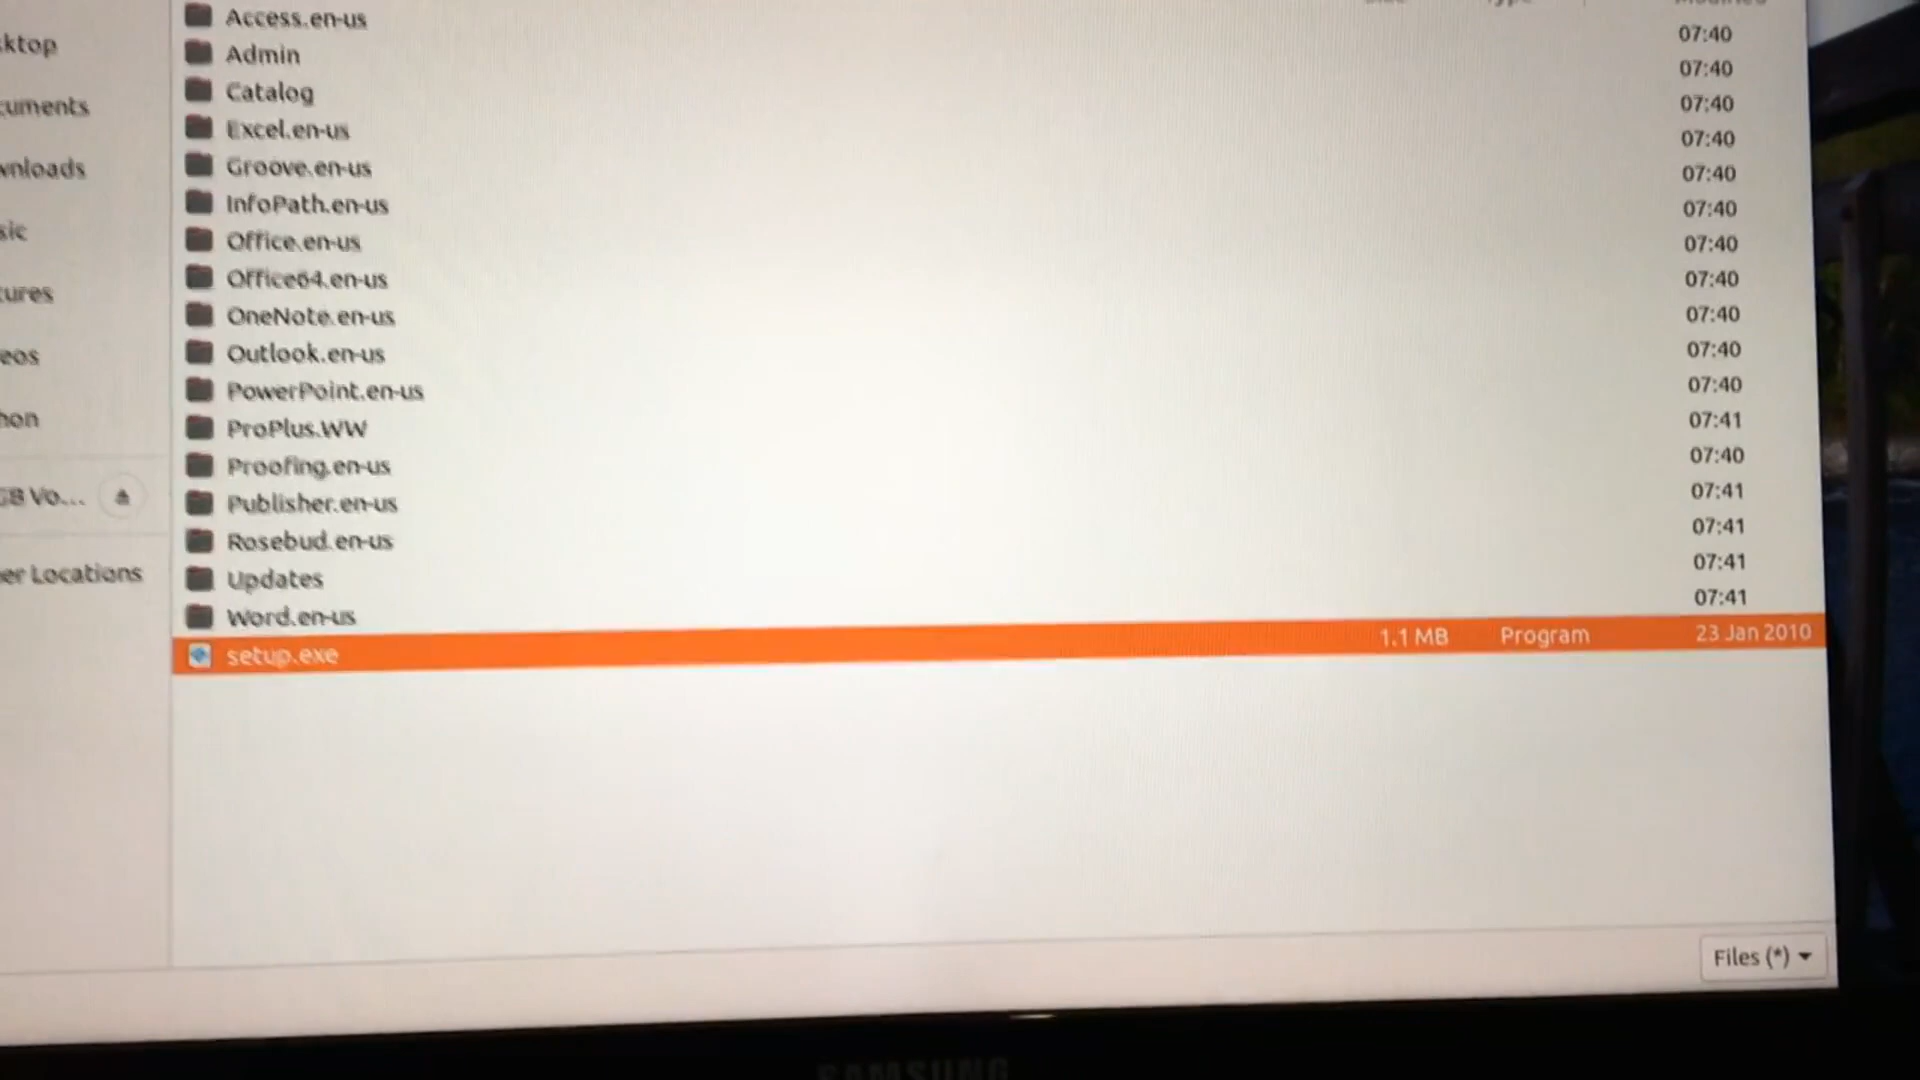 Access.en-us
07:40
Admin
07:40
Catalog
07:40
Excel.en-us
07:40
Groove.en-us
07:40
InfoPath.en-us
07:40
Office.en-us
07:40
Office64.en-us
07:40
OneNote.en-us
07:40
Outlook.en-us
07:40
PowerPoint.en-us
07:40
ProPlus.WW
07:41
Proofing.en-us
07:40
Publisher.en-us
07:41
Rosebud.en-us
07:41
Updates
07:41
Word.en-us
07:41
setup.exe 1.1 MB Program 23 Jan 2010
ktop
cuments
wnloads
sic
tures
eos
hon
GB Vo...
er Locations
Files (*)
SAMSUNG